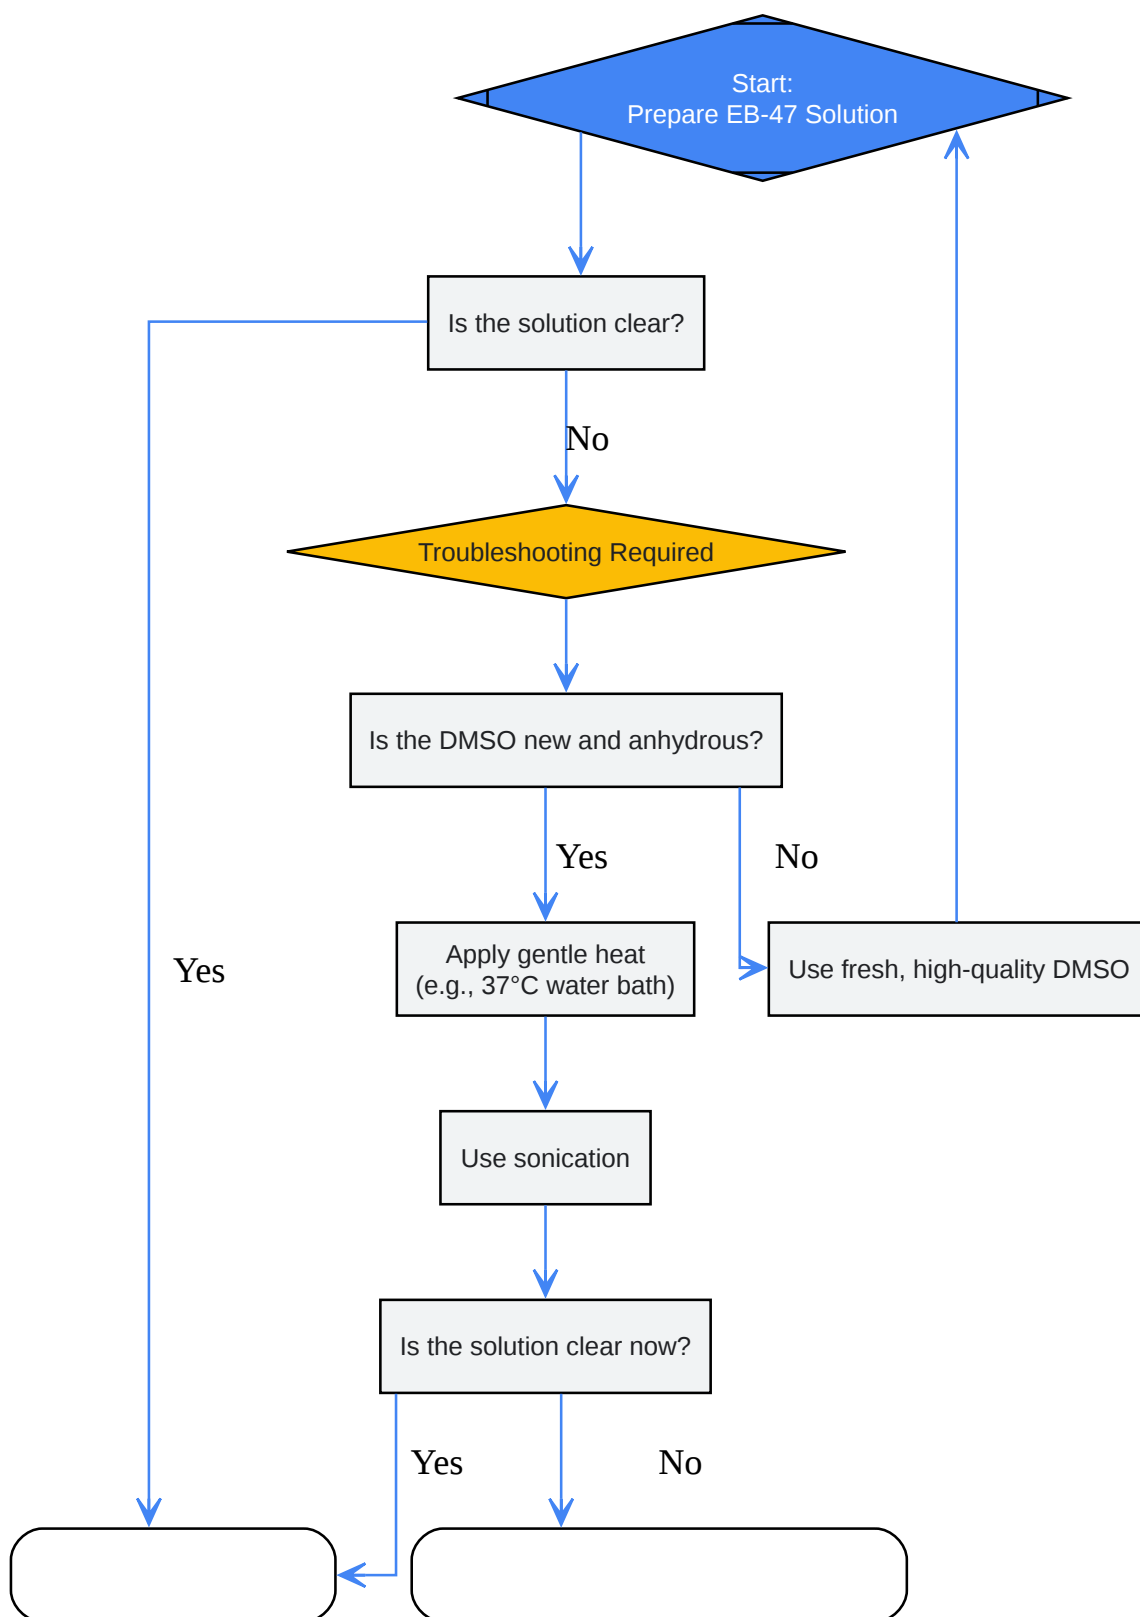 Start:
Prepare EB-47 Solution
Is the solution clear?
No
Troubleshooting Required
Is the DMSO new and anhydrous?
Yes
No
Apply gentle heat
(e.g., 37°C water bath)
Use fresh, high-quality DMSO
Yes
Use sonication
Is the solution clear now?
Yes
No